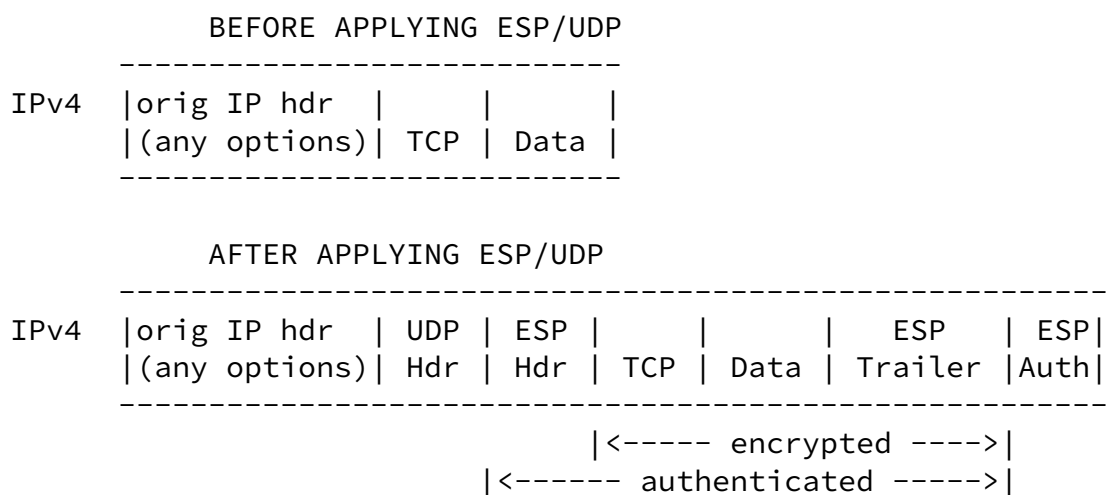 BEFORE APPLYING ESP/UDP
----------------------------
IPv4  |orig IP hdr  |     |      |
      |(any options)| TCP | Data |
----------------------------
AFTER APPLYING ESP/UDP
-------------------------------------------------------
IPv4  |orig IP hdr  | UDP | ESP |     |      |   ESP   | ESP|
      |(any options)| Hdr | Hdr | TCP | Data | Trailer |Auth|
-------------------------------------------------------
|<----- encrypted ---->|
|<------ authenticated ----->|